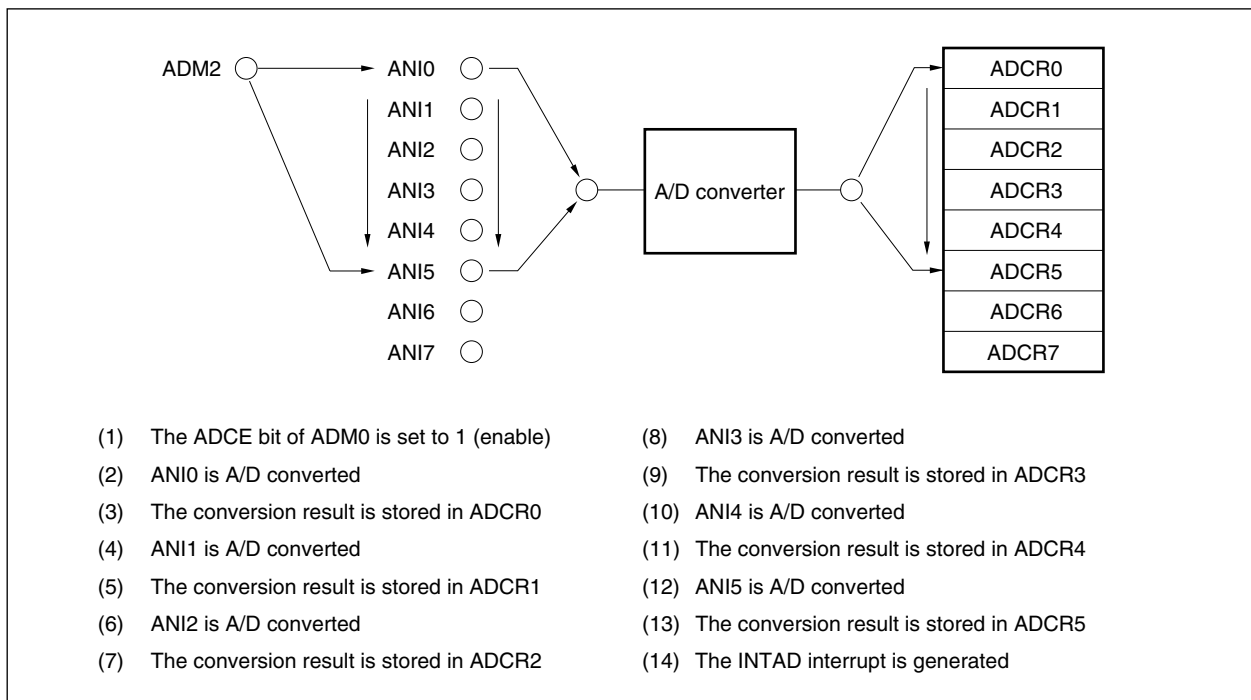 ADM2
ANI0
ANI1
ANI2
ANI3
ANI4
ANI5
ANI6
ANI7
A/D converter
ADCR0
ADCR1
ADCR2
ADCR3
ADCR4
ADCR5
ADCR6
ADCR7
(1) The ADCE bit of ADM0 is set to 1 (enable)
(2) ANI0 is A/D converted
(3) The conversion result is stored in ADCR0
(4) ANI1 is A/D converted
(5) The conversion result is stored in ADCR1
(6) ANI2 is A/D converted
(7) The conversion result is stored in ADCR2
(8) ANI3 is A/D converted
(9) The conversion result is stored in ADCR3
(10) ANI4 is A/D converted
(11) The conversion result is stored in ADCR4
(12) ANI5 is A/D converted
(13) The conversion result is stored in ADCR5
(14) The INTAD interrupt is generated